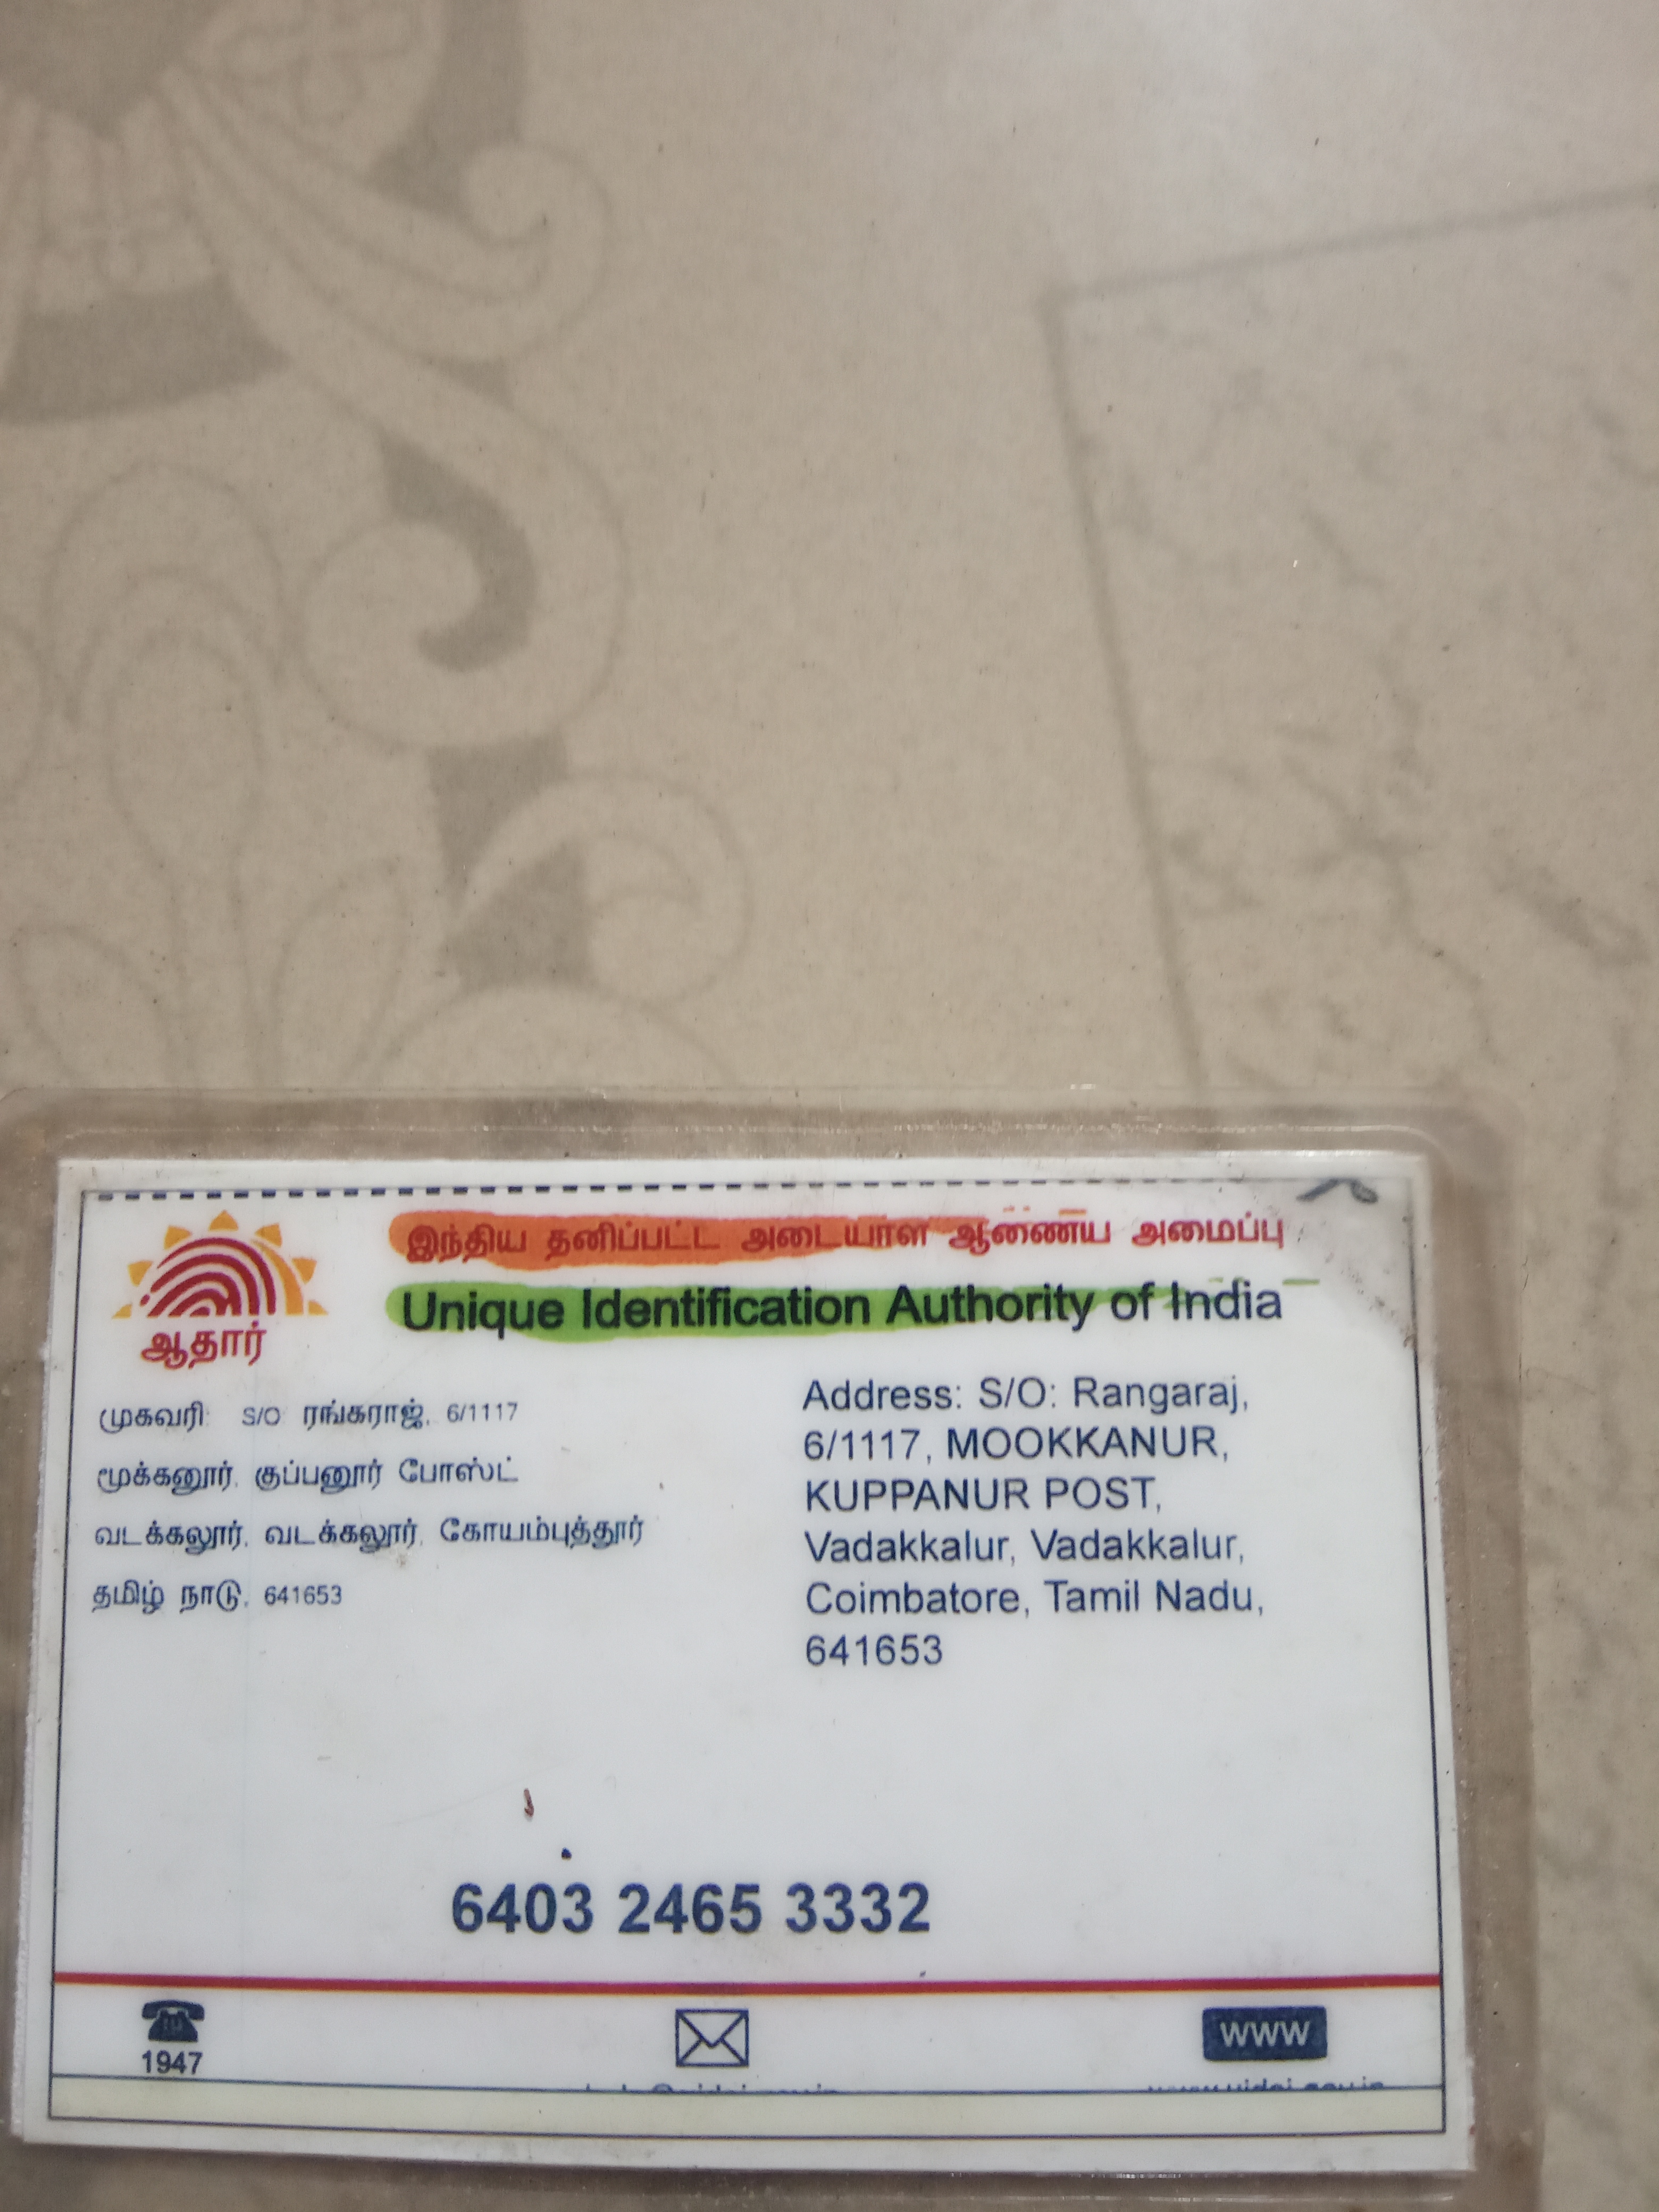 இந்திய தனிப்பட்ட அடையாள ஆணைய அமைப்பு
Unique Identification Authority of India
ஆதார்
முகவரி: S/O ரங்கராஜ், 6/1117
மூக்கனூர், குப்பனூர் போஸ்ட்
வடக்கலூர், வடக்கலூர், கோயம்புத்தூர்
தமிழ் நாடு, 641653
Address: S/O: Rangaraj,
6/1117, MOOKKANUR,
KUPPANUR POST,
Vadakkalur, Vadakkalur,
Coimbatore, Tamil Nadu,
641653
6403 2465 3332
1947
WWW